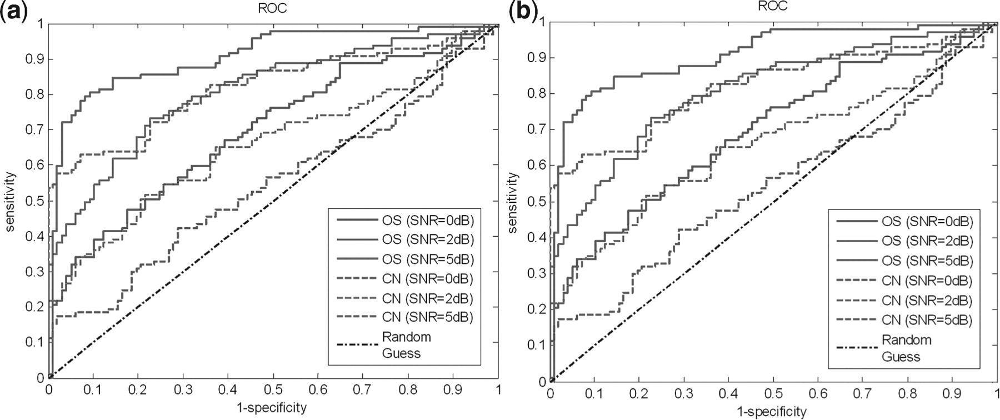 (a)
ROC
1
0.9
0.8
0.7
0.6
0.5
0.4
0.3
0.2
0.1
0
sensitivity
0 0.1 0.2 0.3 0.4 0.5 0.6 0.7 0.8 0.9 1
1-specificity
OS (SNR=0dB)
OS (SNR=2dB)
OS (SNR=5dB)
CN (SNR=0dB)
CN (SNR=2dB)
CN (SNR=5dB)
Random
Guess
(b)
ROC
1
0.9
0.8
0.7
0.6
0.5
0.4
0.3
0.2
0.1
0
sensitivity
0 0.1 0.2 0.3 0.4 0.5 0.6 0.7 0.8 0.9 1
1-specificity
OS (SNR=0dB)
OS (SNR=2dB)
OS (SNR=5dB)
CN (SNR=0dB)
CN (SNR=2dB)
CN (SNR=5dB)
Random
Guess